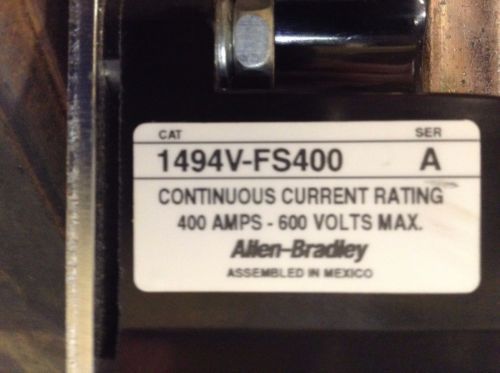 CAT SER
1494V-FS400 A
CONTINUOUS CURRENT RATING
400 AMPS - 600 VOLTS MAX.
Allen-Bradley
ASSEMBLED IN MEXICO